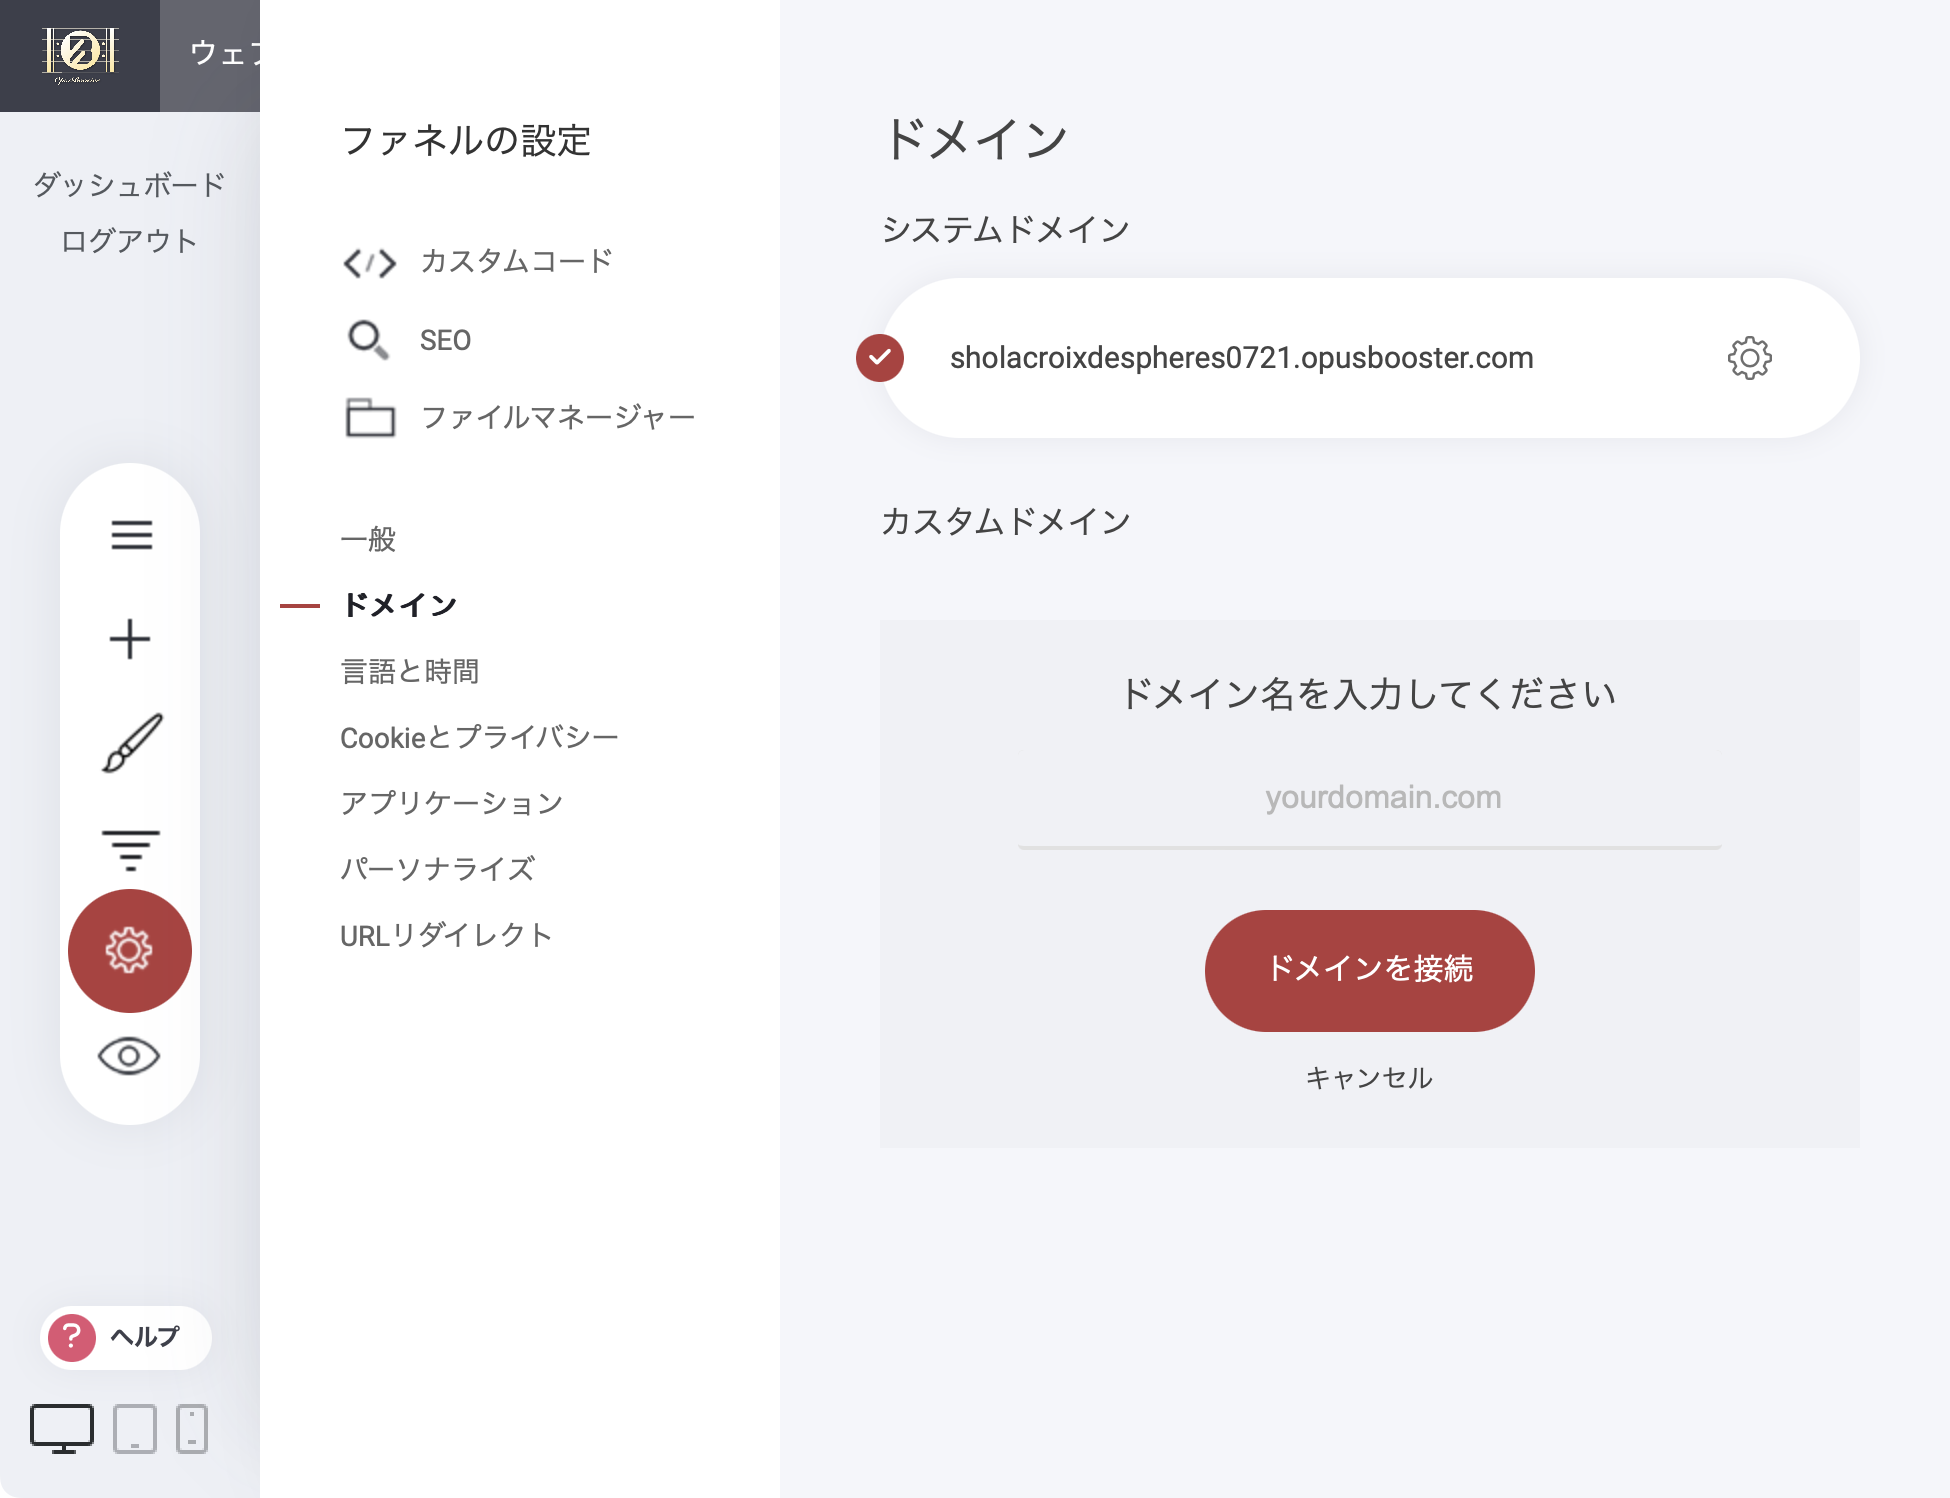 OpusBooster
ウェブ
ダッシュボード
ログアウト
ヘルプ
ファネルの設定
カスタムコード
SEO
ファイルマネージャー
一般
ドメイン
言語と時間
Cookieとプライバシー
アプリケーション
パーソナライズ
URLリダイレクト
ドメイン
システムドメイン
sholacroixdespheres0721.opusbooster.com
カスタムドメイン
ドメイン名を入力してください
yourdomain.com
ドメインを接続
キャンセル